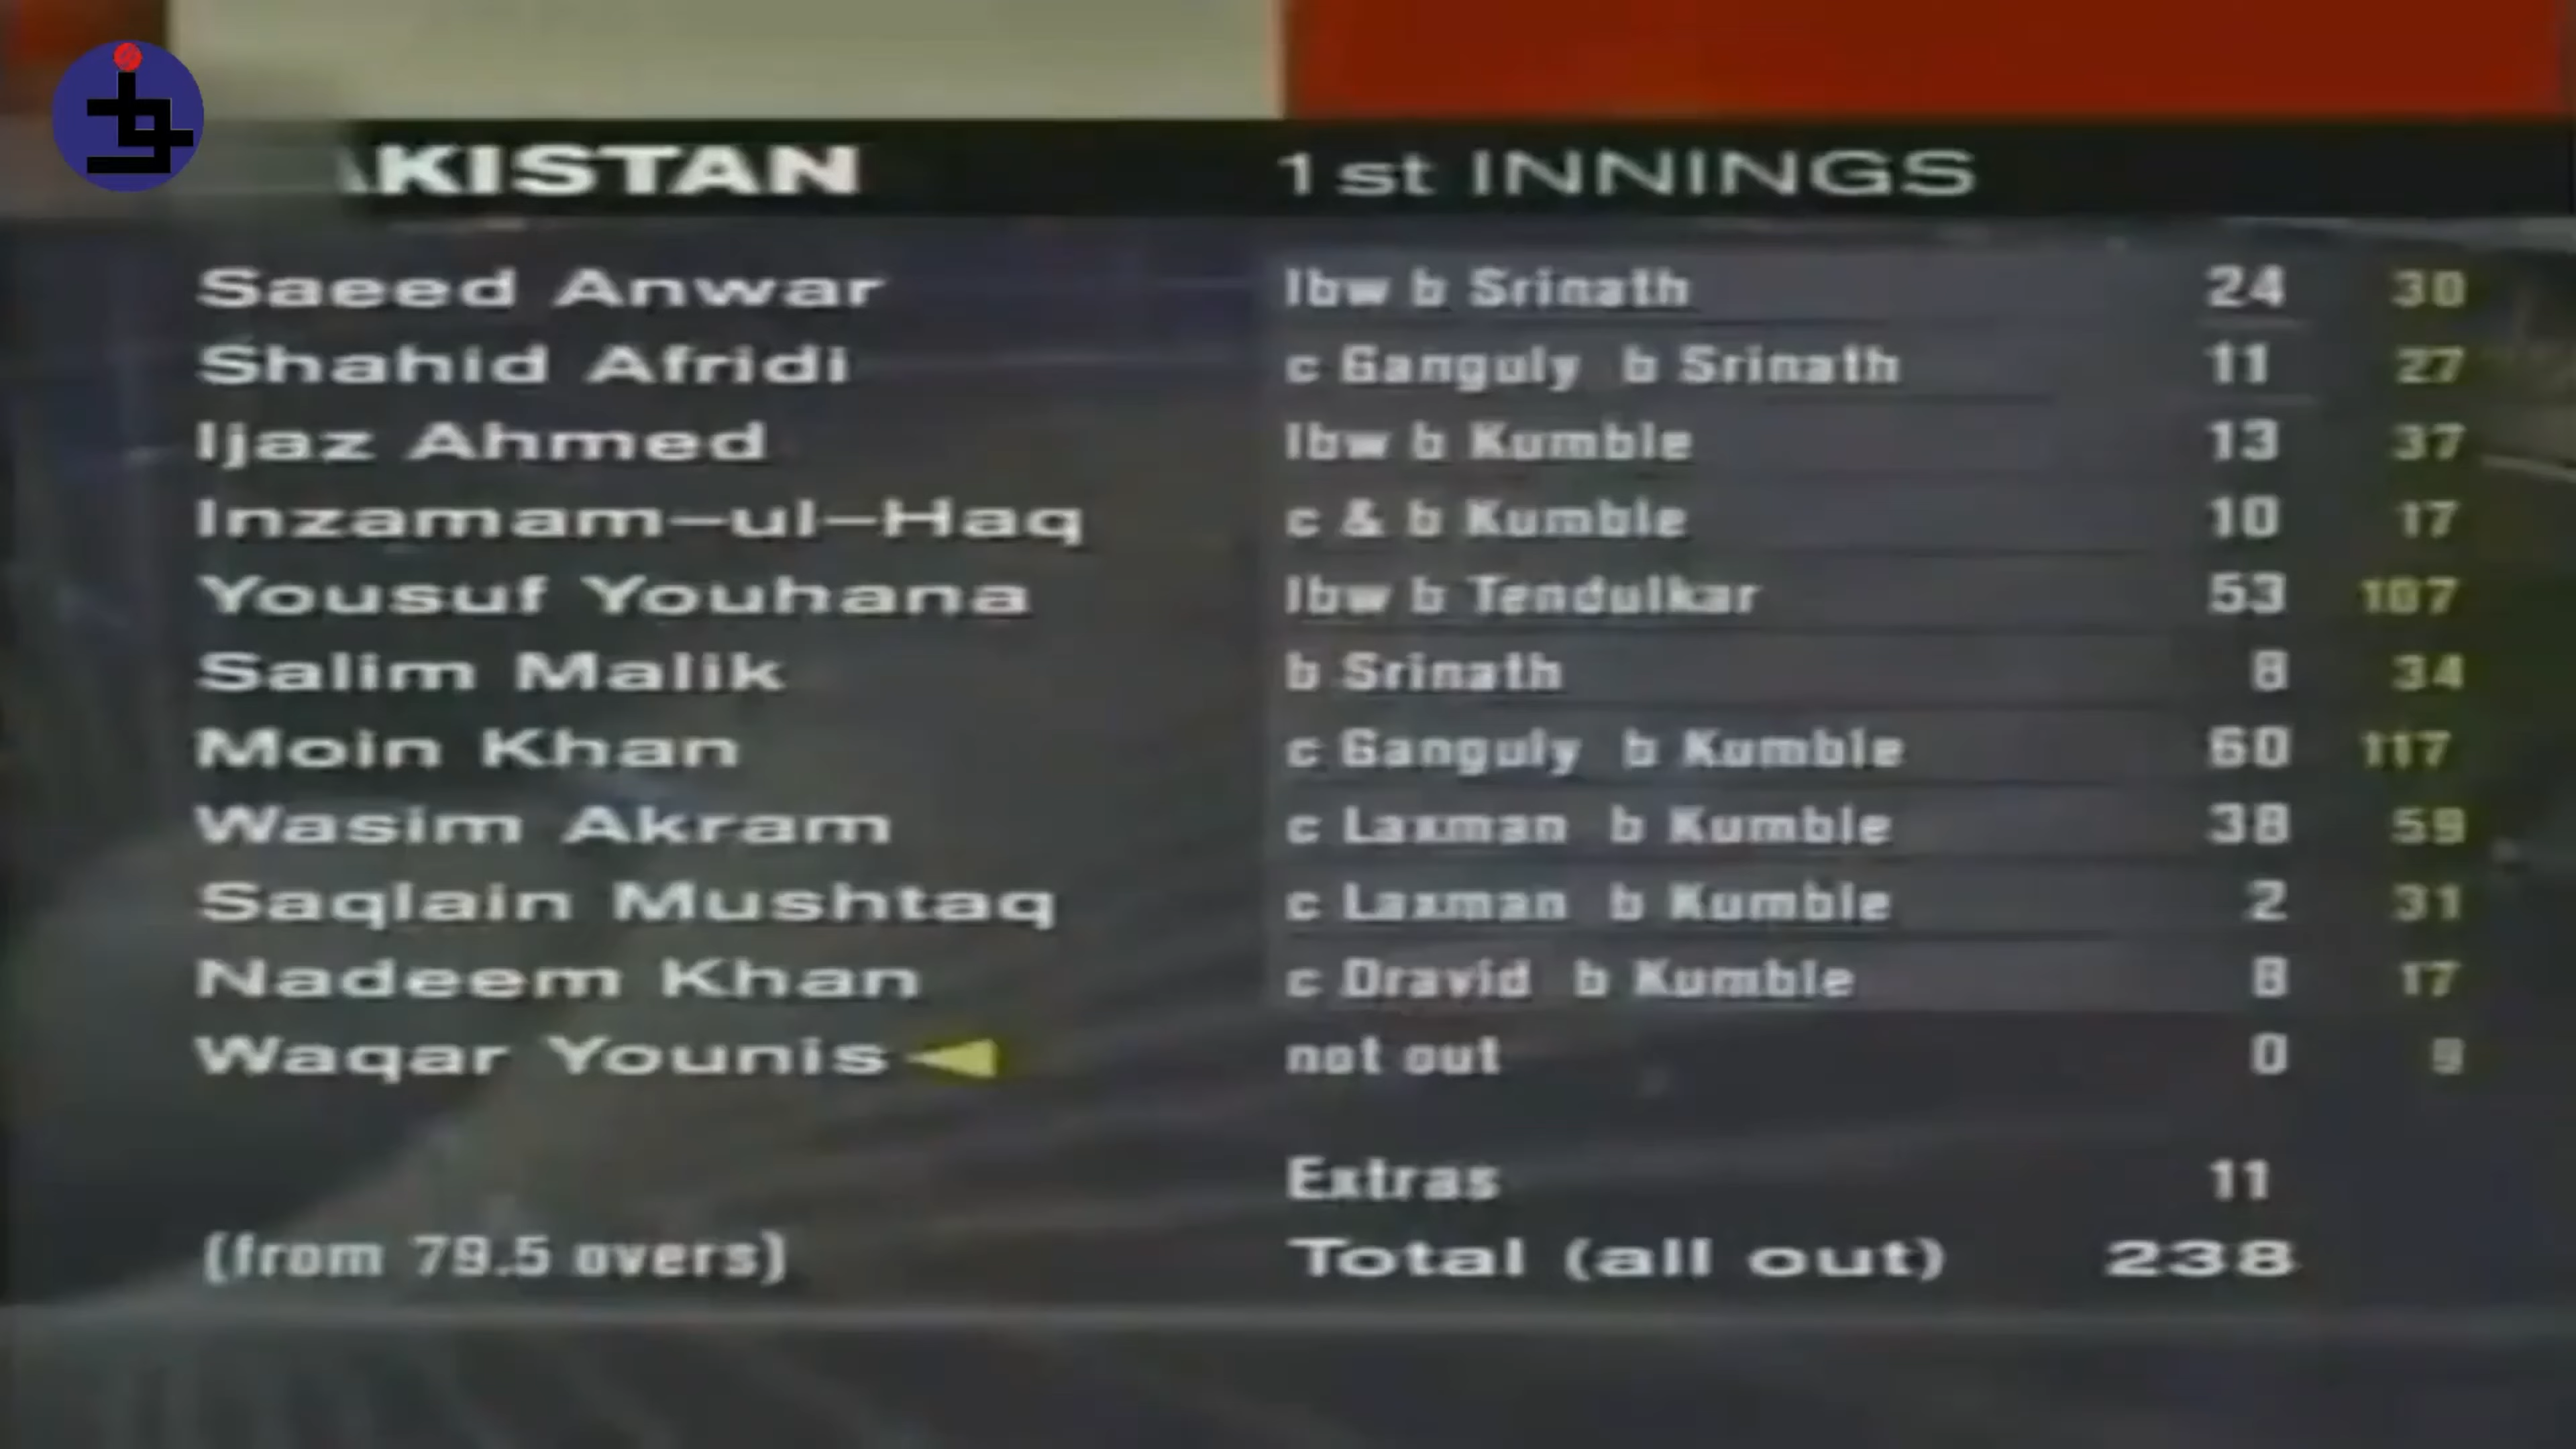 AKISTAN 1st INNINGS
Saeed Anwar lbw b Srinath 24 30
Shahid Afridi c Ganguly b Srinath 11 27
Ijaz Ahmed lbw b Kumble 13 37
Inzamam-ul-Haq c & b Kumble 10 17
Yousuf Youhana lbw b Tendulkar 53 107
Salim Malik b Srinath 8 34
Moin Khan c Ganguly b Kumble 60 117
Wasim Akram c Laxman b Kumble 38 59
Saqlain Mushtaq c Laxman b Kumble 2 31
Nadeem Khan c Dravid b Kumble 8 17
Waqar Younis not out 0 9
Extras 11
(from 79.5 overs) Total (all out) 238